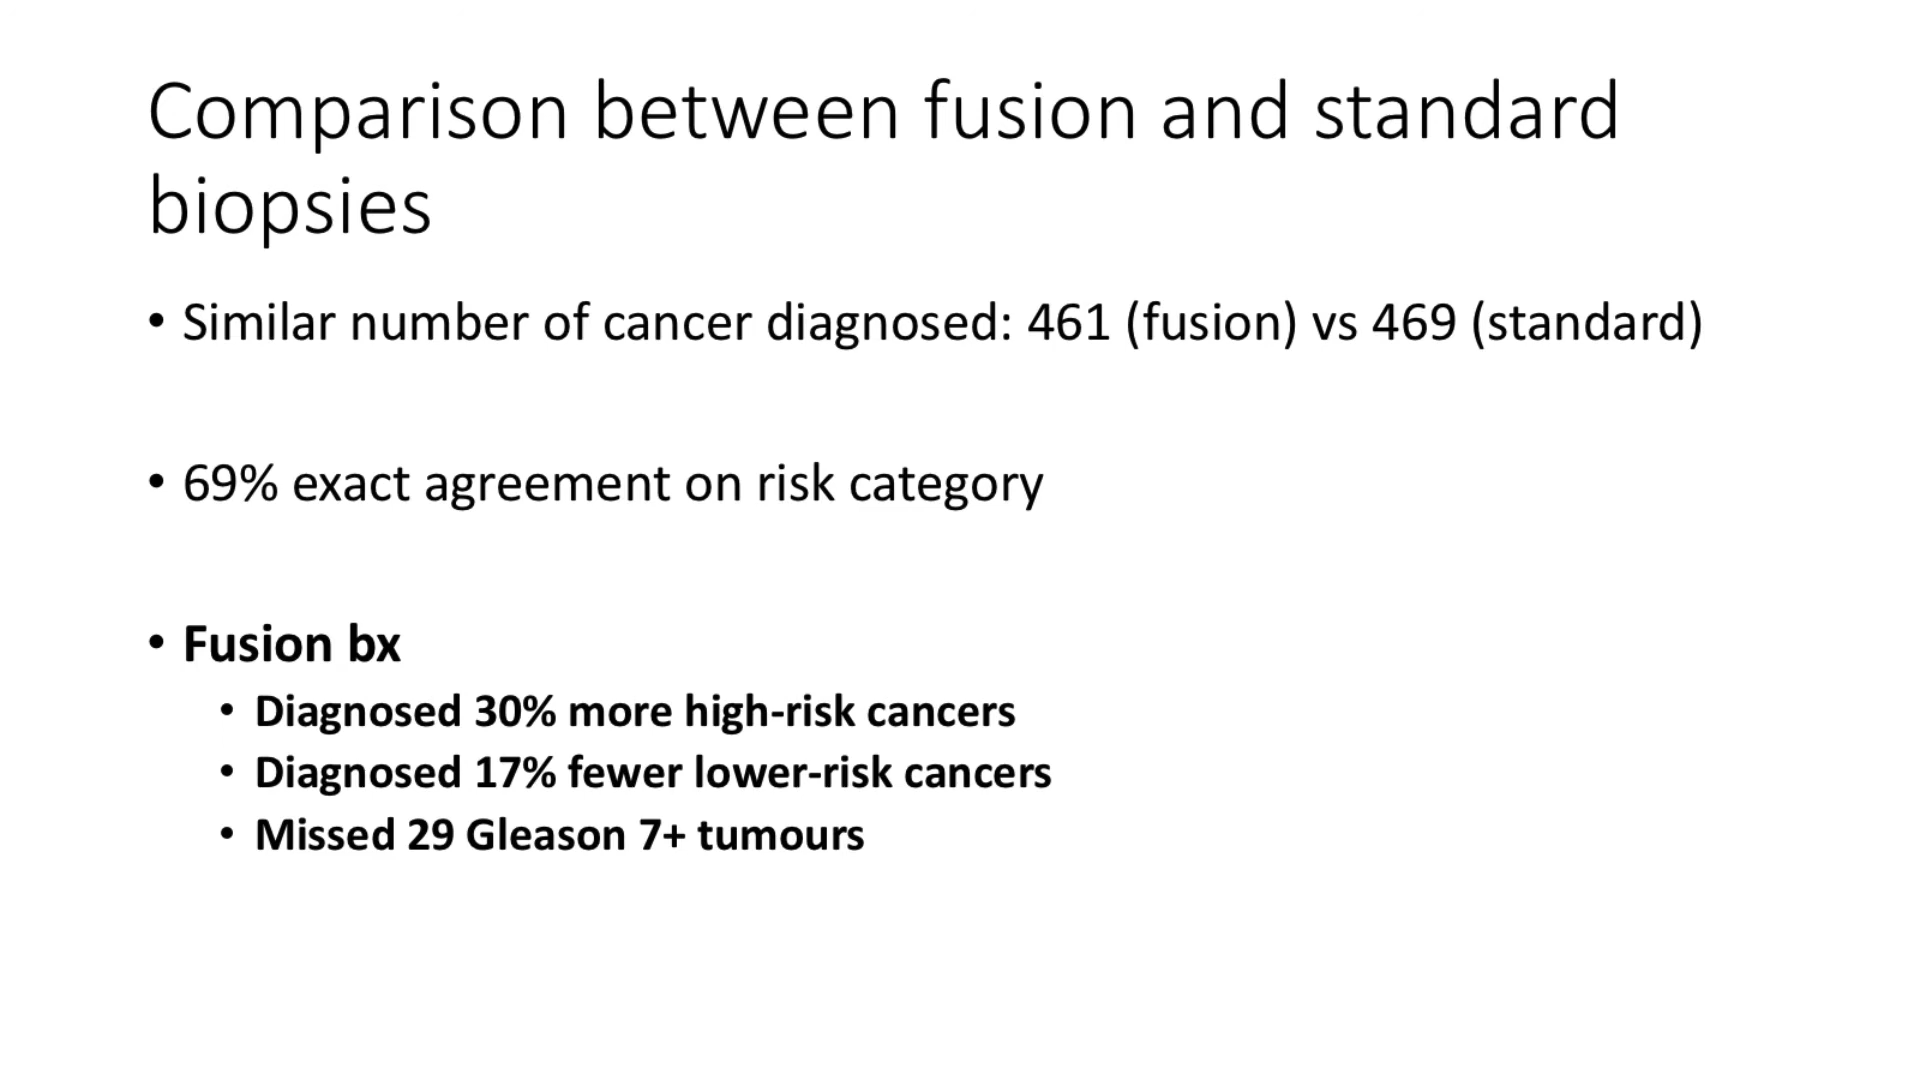 Comparison between fusion and standard
biopsies
• Similar number of cancer diagnosed: 461 (fusion) vs 469 (standard)
• 69% exact agreement on risk category
• Fusion bx
• Diagnosed 30% more high-risk cancers
• Diagnosed 17% fewer lower-risk cancers
• Missed 29 Gleason 7+ tumours